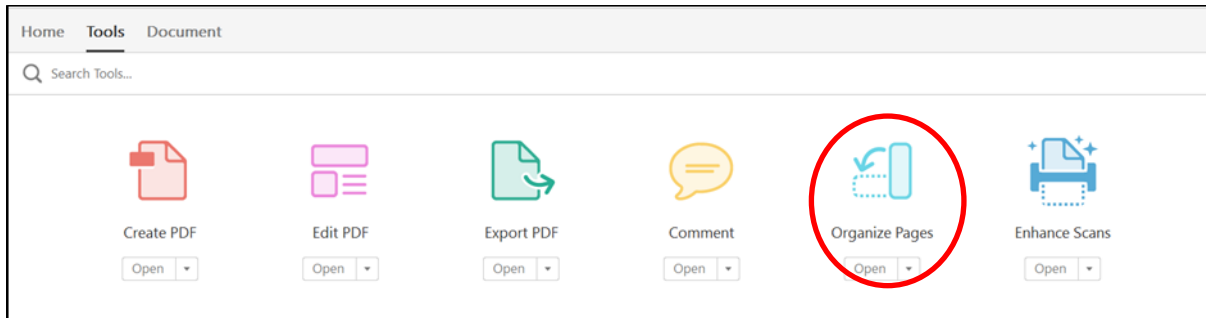 Home Tools Document
Search Tools...
Create PDF Edit PDF Export PDF Comment Organize Pages Enhance Scans
Open Open Open Open Open Open